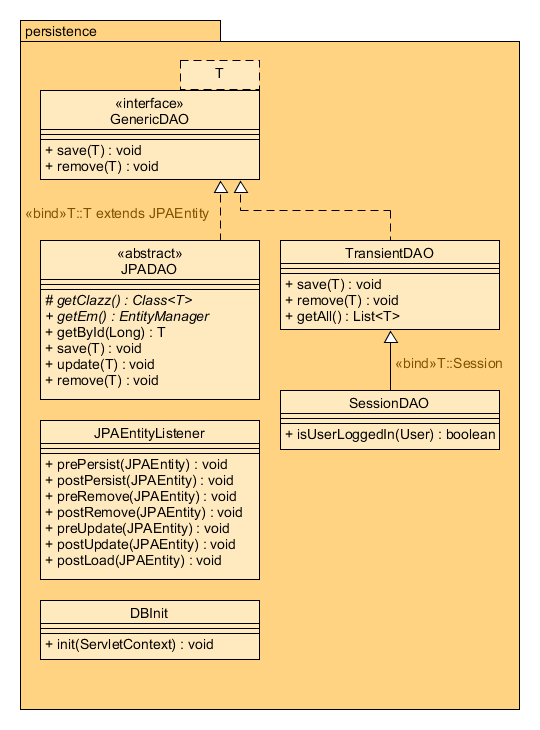 persistence
T
«interface»
GenericDAO
+ save(T) : void
+ remove(T) : void
«bind»T::T extends JPAEntity
«abstract»
JPADAO
# getClazz() : Class<T>
+ getEm() : EntityManager
+ getById(Long) : T
+ save(T) : void
+ update(T) : void
+ remove(T) : void
TransientDAO
+ save(T) : void
+ remove(T) : void
+ getAll() : List<T>
«bind»T::Session
SessionDAO
+ isUserLoggedIn(User) : boolean
JPAEntityListener
+ prePersist(JPAEntity) : void
+ postPersist(JPAEntity) : void
+ preRemove(JPAEntity) : void
+ postRemove(JPAEntity) : void
+ preUpdate(JPAEntity) : void
+ postUpdate(JPAEntity) : void
+ postLoad(JPAEntity) : void
DBInit
+ init(ServletContext) : void